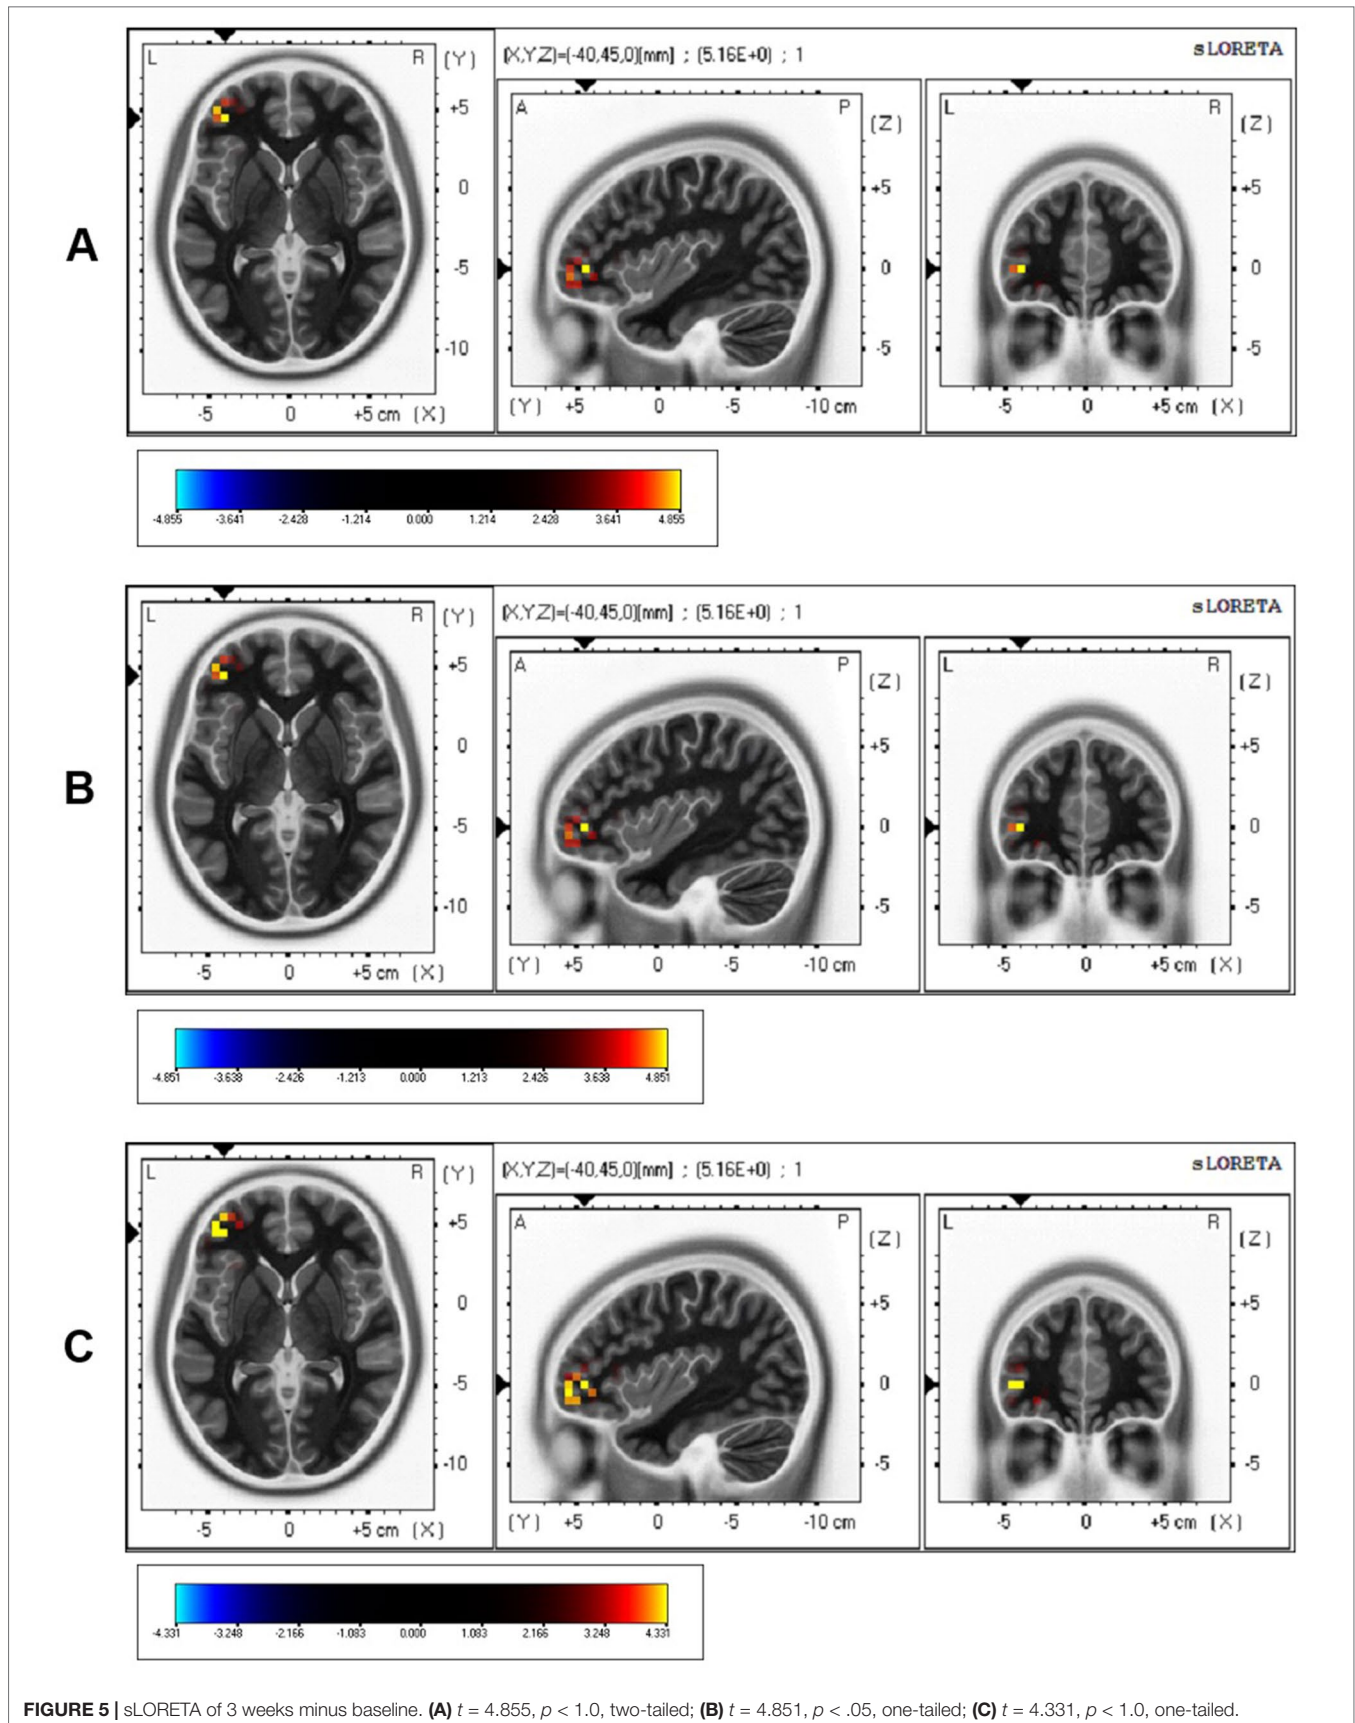 L R (Y) (X,Y,Z)=(-40,45,0)[mm] ; (5.16E+0) ; 1 sLORETA
A P (Z) L R (Z)
+5 0 -5 -10
+5 0 -5
+5 0 -5
A
-5 0 +5 cm (X) (Y) +5 0 -5 -10 cm -5 0 +5 cm (X)
-4.855 -3.641 -2.428 -1.214 0.000 1.214 2.428 3.641 4.855
L R (Y) (X,Y,Z)=(-40,45,0)[mm] ; (5.16E+0) ; 1 sLORETA
A P (Z) L R (Z)
+5 0 -5 -10
+5 0 -5
+5 0 -5
B
-5 0 +5 cm (X) (Y) +5 0 -5 -10 cm -5 0 +5 cm (X)
-4.851 -3.638 -2.426 -1.213 0.000 1.213 2.426 3.638 4.851
L R (Y) (X,Y,Z)=(-40,45,0)[mm] ; (5.16E+0) ; 1 sLORETA
A P (Z) L R (Z)
+5 0 -5 -10
+5 0 -5
+5 0 -5
C
-5 0 +5 cm (X) (Y) +5 0 -5 -10 cm -5 0 +5 cm (X)
-4.331 -3.248 -2.166 -1.083 0.000 1.083 2.166 3.248 4.331
FIGURE 5 | sLORETA of 3 weeks minus baseline. (A) t = 4.855, p < 1.0, two-tailed; (B) t = 4.851, p < .05, one-tailed; (C) t = 4.331, p < 1.0, one-tailed.